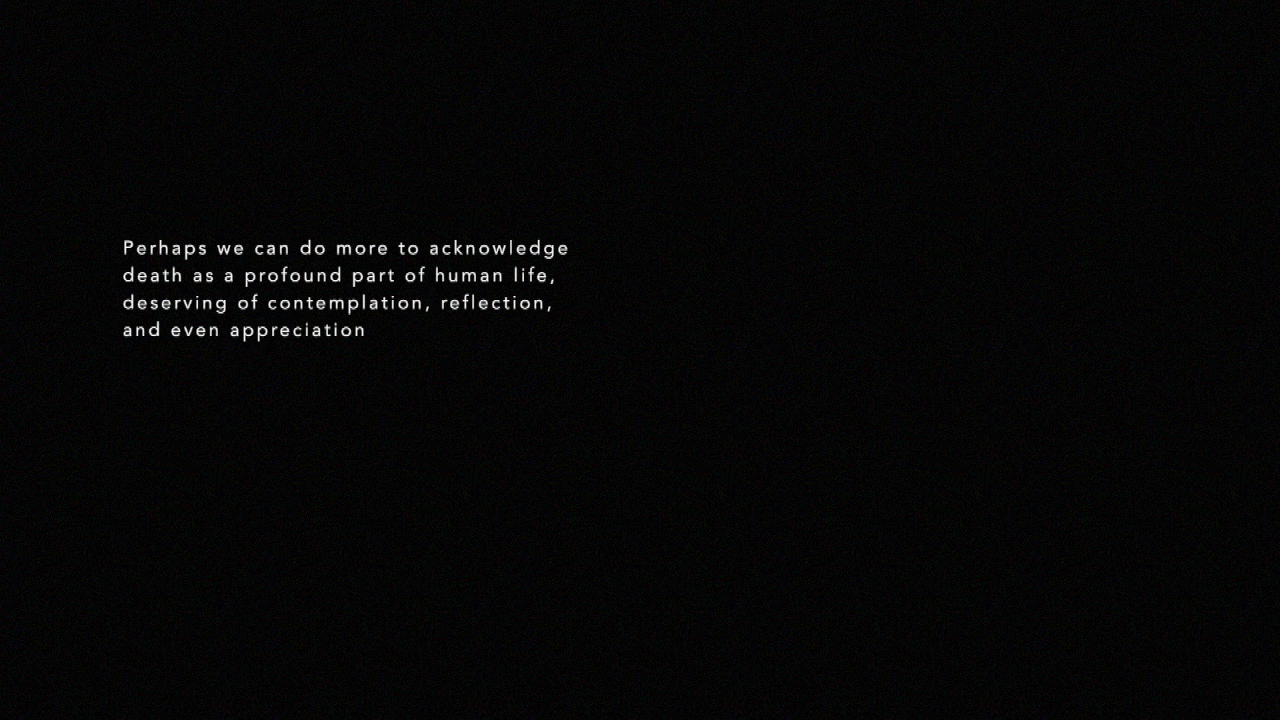 Perhaps we can do more to acknowledge
death as a profound part of human life,
deserving of contemplation, reflection,
and even appreciation